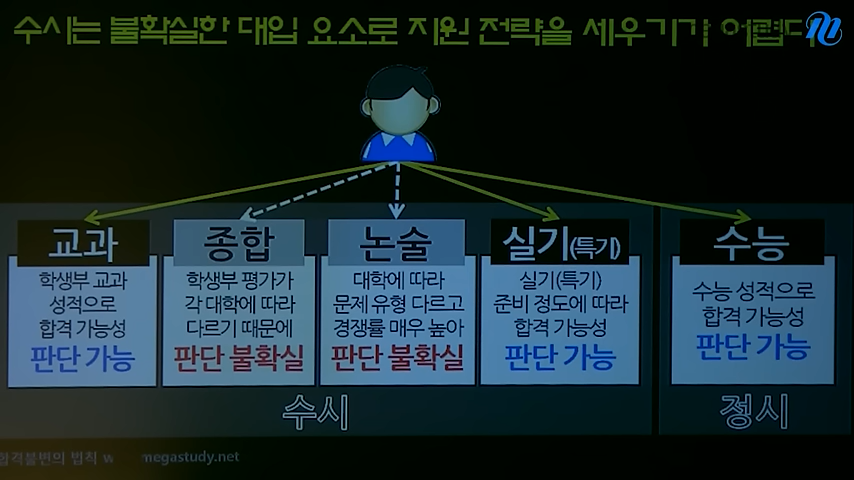 수시는 불확실한 대입 요소로 지원 전략을 세우기가 어렵다
교과
학생부 교과
성적으로
합격 가능성
판단 가능
종합
학생부 평가가
각 대학에 따라
다르기 때문에
판단 불확실
논술
대학에 따라
문제 유형 다르고
경쟁률 매우 높아
판단 불확실
실기(특기)
실기(특기)
준비 정도에 따라
합격 가능성
판단 가능
수능
수능 성적으로
합격 가능성
판단 가능
수시
정시
합격불변의 법칙 w megastudy.net